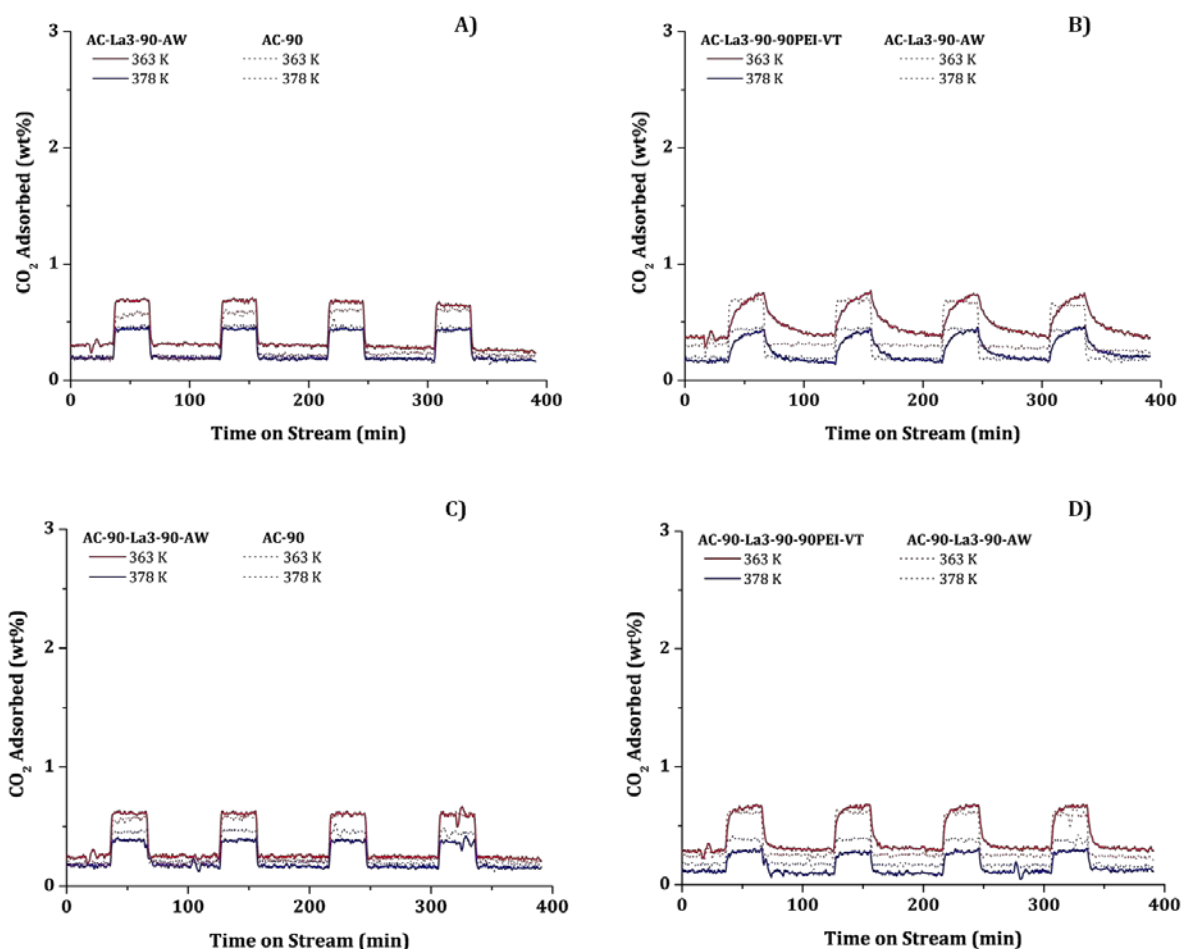 A)
AC-La3-90-AW AC-90
363 K 363 K
378 K 378 K
3
2
1
0
CO2 Adsorbed (wt%)
0 100 200 300 400
Time on Stream (min)
B)
AC-La3-90-90PEI-VT AC-La3-90-AW
363 K 363 K
378 K 378 K
3
2
1
0
CO2 Adsorbed (wt%)
0 100 200 300 400
Time on Stream (min)
C)
AC-90-La3-90-AW AC-90
363 K 363 K
378 K 378 K
3
2
1
0
CO2 Adsorbed (wt%)
0 100 200 300 400
Time on Stream (min)
D)
AC-90-La3-90-90PEI-VT AC-90-La3-90-AW
363 K 363 K
378 K 378 K
3
2
1
0
CO2 Adsorbed (wt%)
0 100 200 300 400
Time on Stream (min)